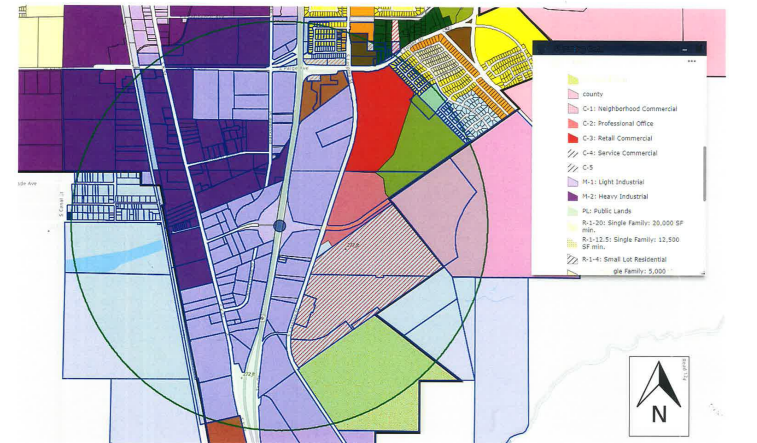 county
C-1: Neighborhood Commercial
C-2: Professional Office
C-3: Retail Commercial
C-4: Service Commercial
C-5
M-1: Light Industrial
M-2: Heavy Industrial
PL: Public Lands
R-1-20: Single Family: 20,000 SF
min.
R-1-12.5: Single Family: 12,500
SF min.
R-1-4: Small Lot Residential
gle Family: 5,000
S Canal Dr
N